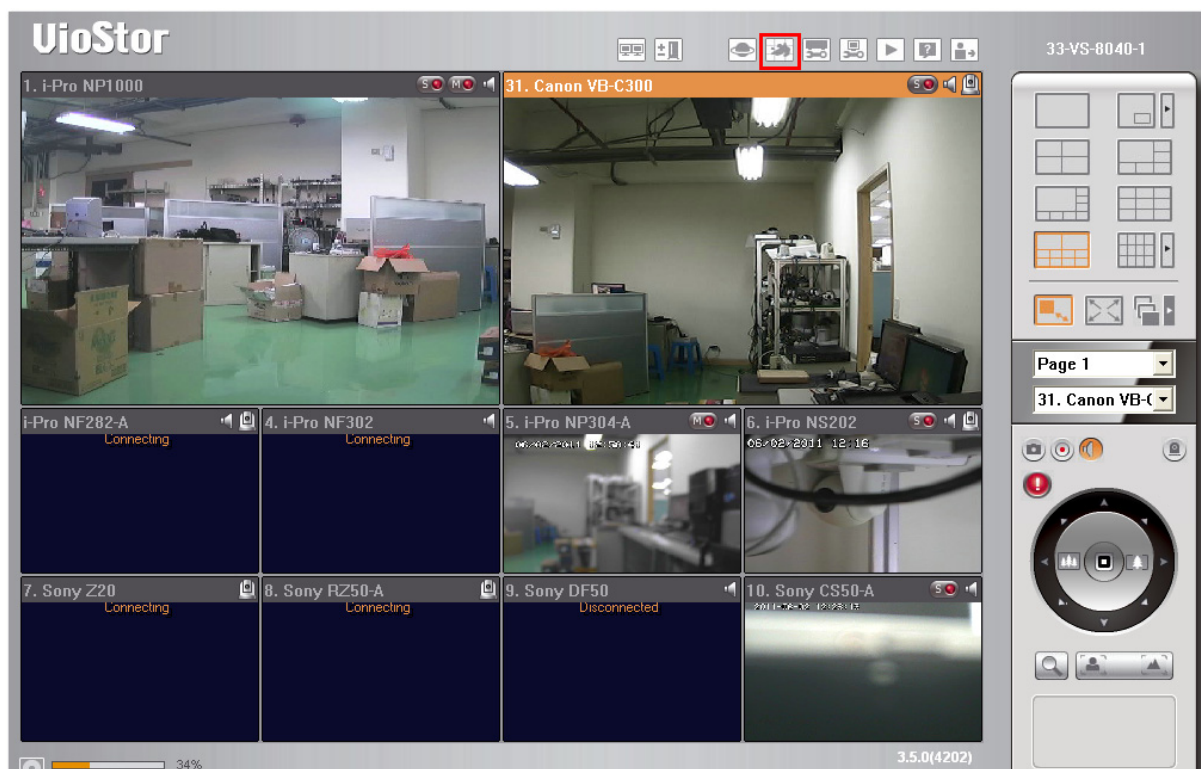 VioStor
33-VS-8040-1
1. i-Pro NP1000
S
M
31. Canon VB-C300
S
Page 1
31. Canon VB-(
i-Pro NF282-A
Connecting
4. i-Pro NF302
Connecting
5. i-Pro NP304-A
M
6. i-Pro NS202
S
06/02/2011 12:16
7. Sony Z20
Connecting
8. Sony RZ50-A
Connecting
9. Sony DF50
Disconnected
10. Sony CS50-A
S
34%
3.5.0(4202)